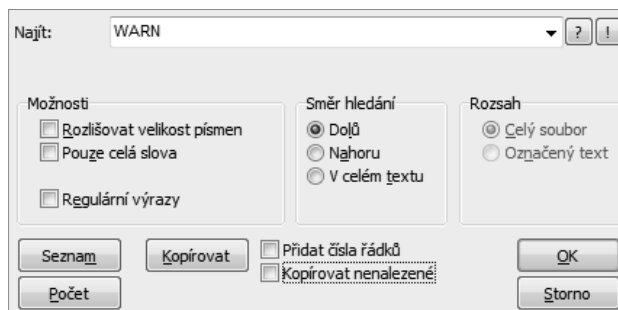 Najít: WARN ? !
Možnosti Směr hledání Rozsah
Rozlišovat velikost písmen Dolů Celý soubor
Pouze celá slova Nahoru Označený text
V celém textu
Regulární výrazy
Seznam Kopírovat Přidat čísla řádků OK
Kopírovat nenalezené
Počet Storno